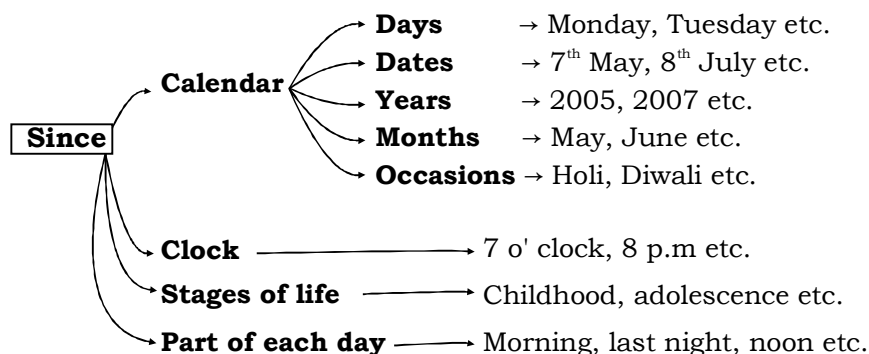 Days → Monday, Tuesday etc.
Dates → 7th May, 8th July etc.
Calendar
Years → 2005, 2007 etc.
Since
Months → May, June etc.
Occasions → Holi, Diwali etc.
Clock → 7 o' clock, 8 p.m etc.
Stages of life → Childhood, adolescence etc.
Part of each day → Morning, last night, noon etc.